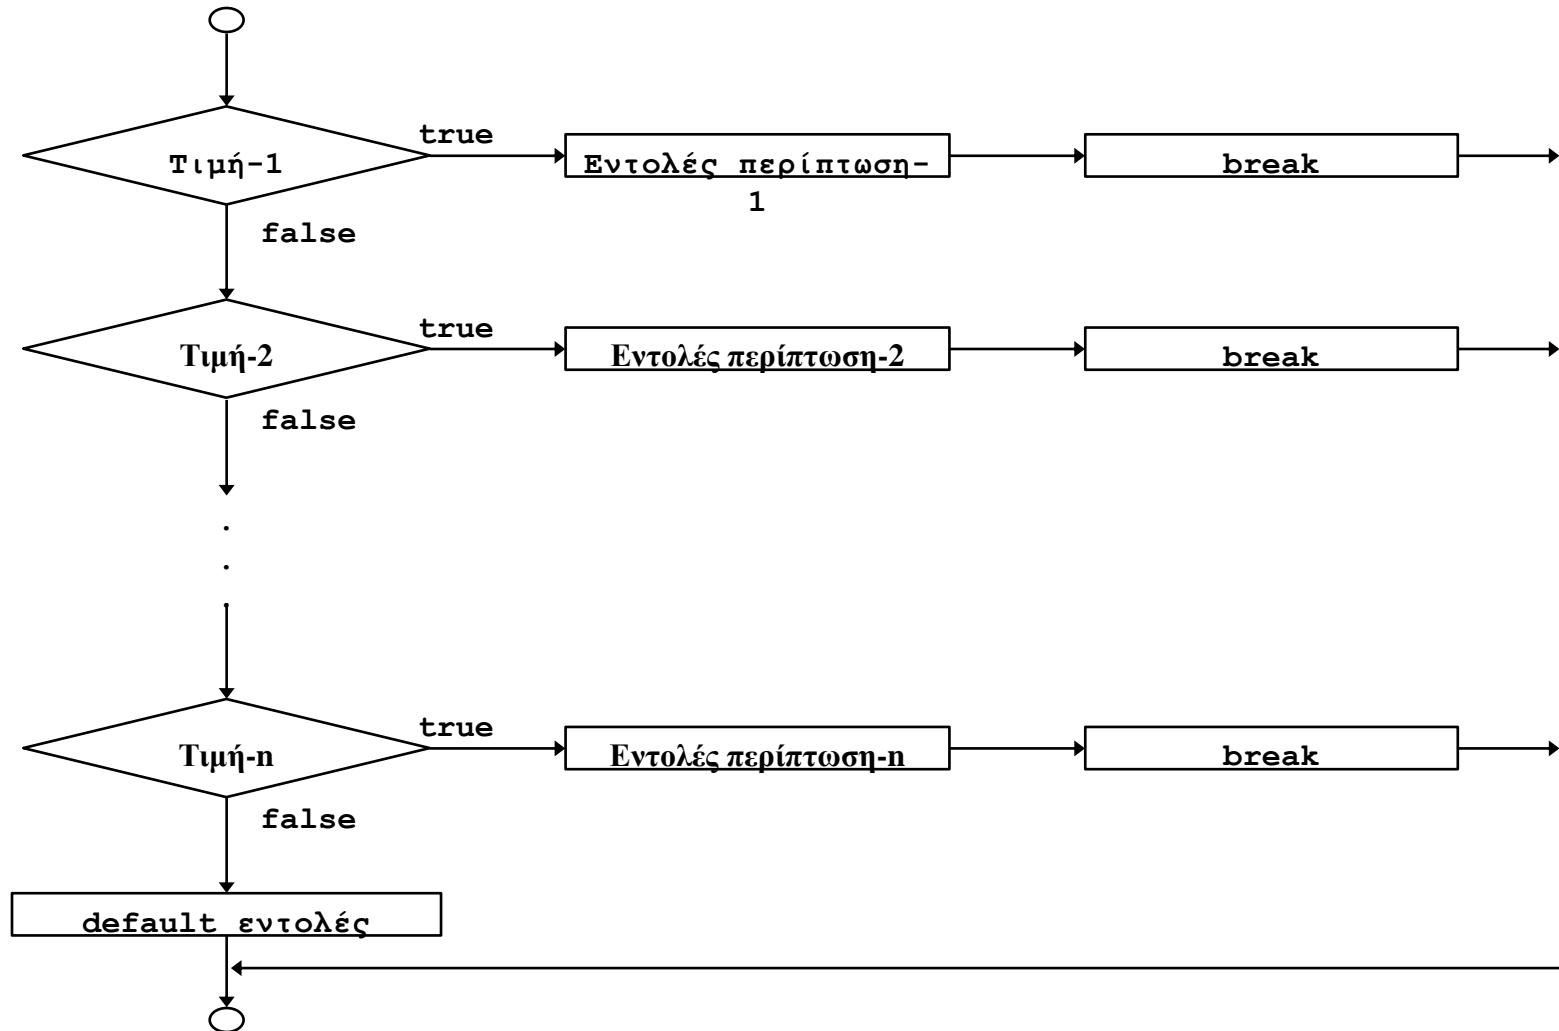 true
Τιμή-1
Εντολές περίπτωση-
1
break
false
true
Τιμή-2
Εντολές περίπτωση-2
break
false
.
.
.
true
Τιμή-n
Εντολές περίπτωση-n
break
false
default εντολές